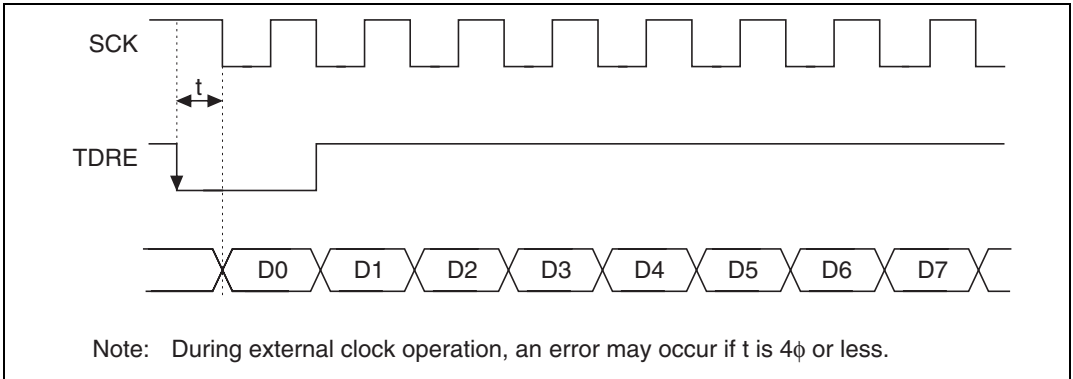 SCK
t
TDRE
D0 D1 D2 D3 D4 D5 D6 D7
Note: During external clock operation, an error may occur if t is 4ϕ or less.